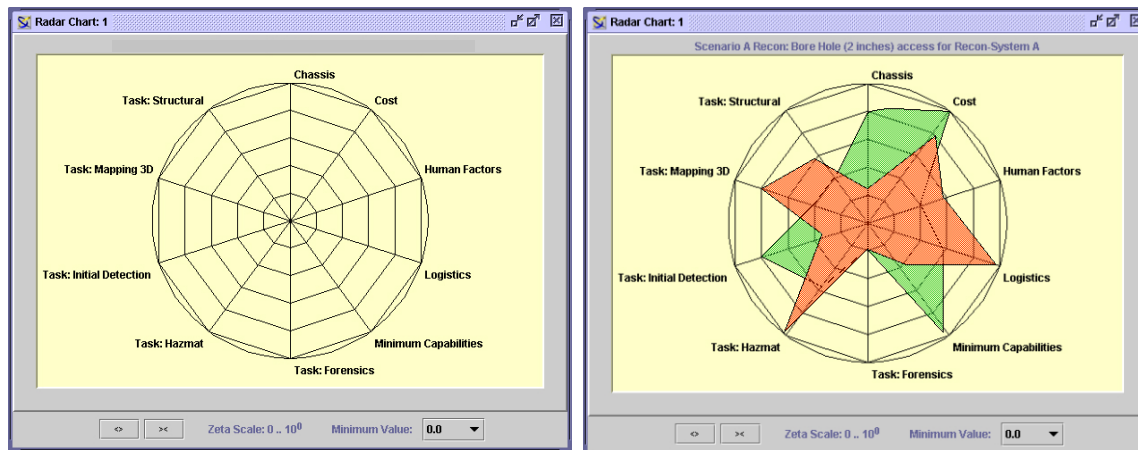 Radar Chart: 1
Chassis
Task: Structural
Cost
Task: Mapping 3D
Human Factors
Task: Initial Detection
Logistics
Task: Hazmat
Minimum Capabilities
Task: Forensics
<> >< Zeta Scale: 0 .. 10⁰ Minimum Value: 0.0
Radar Chart: 1
Scenario A Recon: Bore Hole (2 inches) access for Recon-System A
Chassis
Task: Structural
Cost
Task: Mapping 3D
Human Factors
Task: Initial Detection
Logistics
Task: Hazmat
Minimum Capabilities
Task: Forensics
<> >< Zeta Scale: 0 .. 10⁰ Minimum Value: 0.0